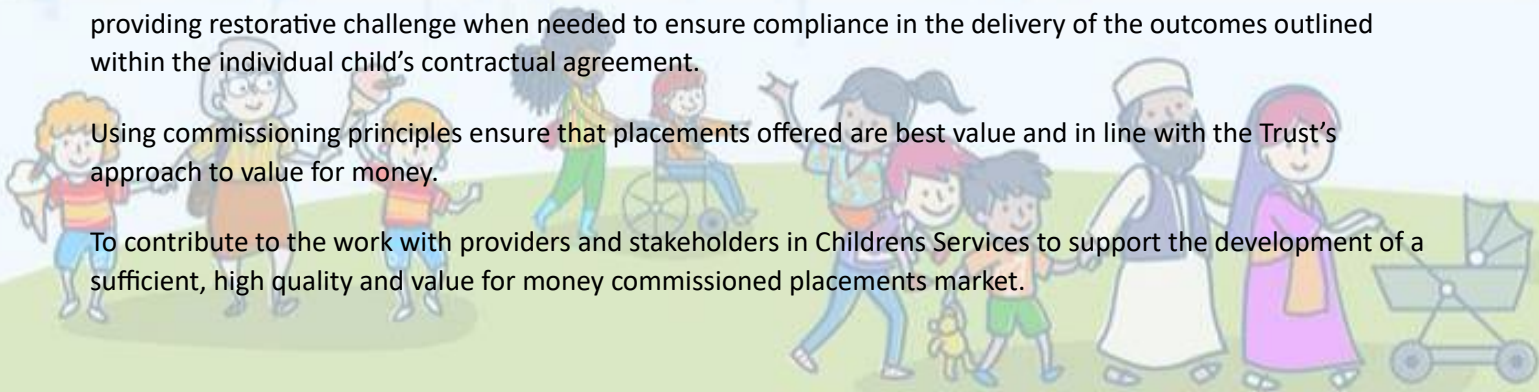 providing restorative challenge when needed to ensure compliance in the delivery of the outcomes outlined
within the individual child’s contractual agreement.
Using commissioning principles ensure that placements offered are best value and in line with the Trust’s
approach to value for money.
To contribute to the work with providers and stakeholders in Childrens Services to support the development of a
sufficient, high quality and value for money commissioned placements market.